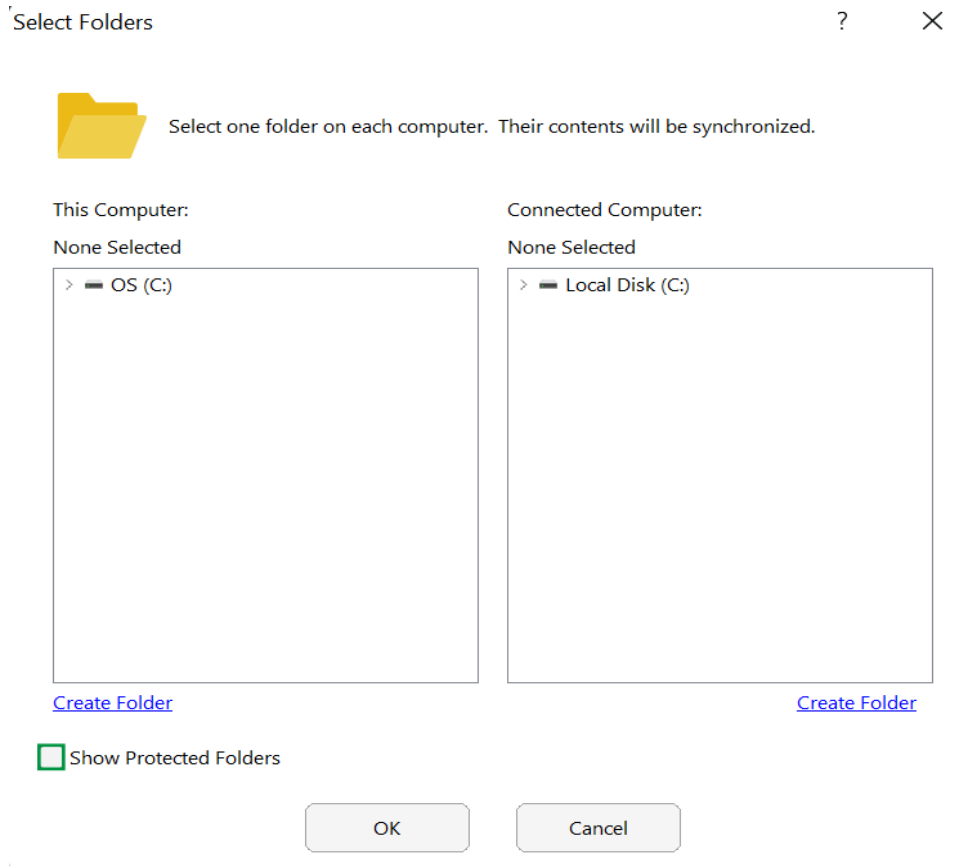 Select Folders ?
Select one folder on each computer.  Their contents will be synchronized.
This Computer:
None Selected
OS (C:)
Create Folder
Connected Computer:
None Selected
Local Disk (C:)
Create Folder
Show Protected Folders
OK
Cancel